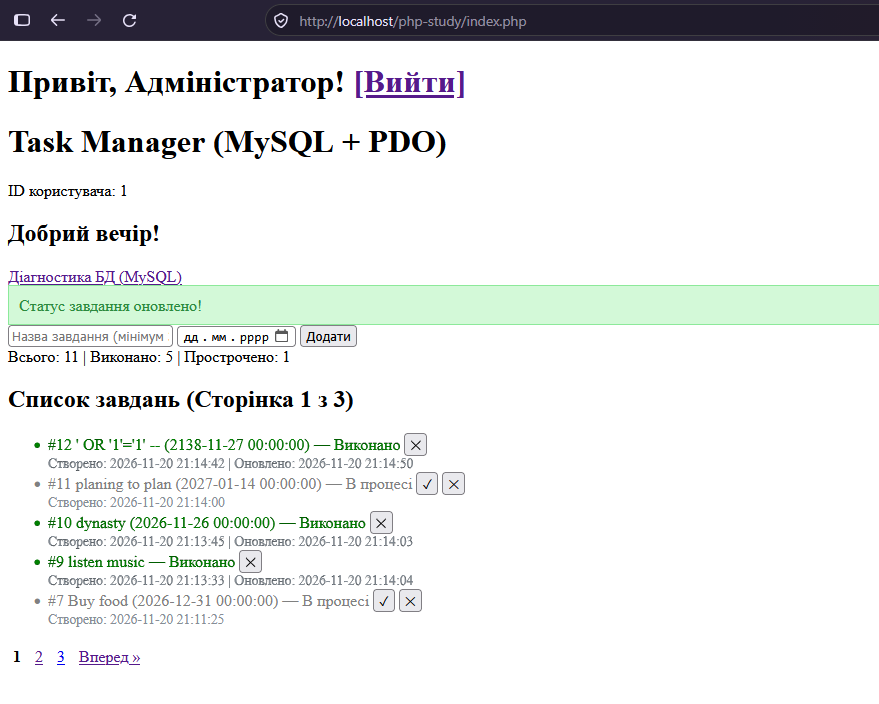 http://localhost/php-study/index.php
Привіт, Адміністратор! [Вийти]
Task Manager (MySQL + PDO)
ID користувача: 1
Добрий вечір!
Діагностика БД (MySQL)
Статус завдання оновлено!
Назва завдання (мінімум дд . мм . рррр Додати
Всього: 11 | Виконано: 5 | Прострочено: 1
Список завдань (Сторінка 1 з 3)
#12 ' OR '1'='1' -- (2138-11-27 00:00:00) — Виконано ✕
Створено: 2026-11-20 21:14:42 | Оновлено: 2026-11-20 21:14:50
#11 planing to plan (2027-01-14 00:00:00) — В процесі ✓ ✕
Створено: 2026-11-20 21:14:00
#10 dynasty (2026-11-26 00:00:00) — Виконано ✕
Створено: 2026-11-20 21:13:45 | Оновлено: 2026-11-20 21:14:03
#9 listen music — Виконано ✕
Створено: 2026-11-20 21:13:33 | Оновлено: 2026-11-20 21:14:04
#7 Buy food (2026-12-31 00:00:00) — В процесі ✓ ✕
Створено: 2026-11-20 21:11:25
1 2 3 Вперед »